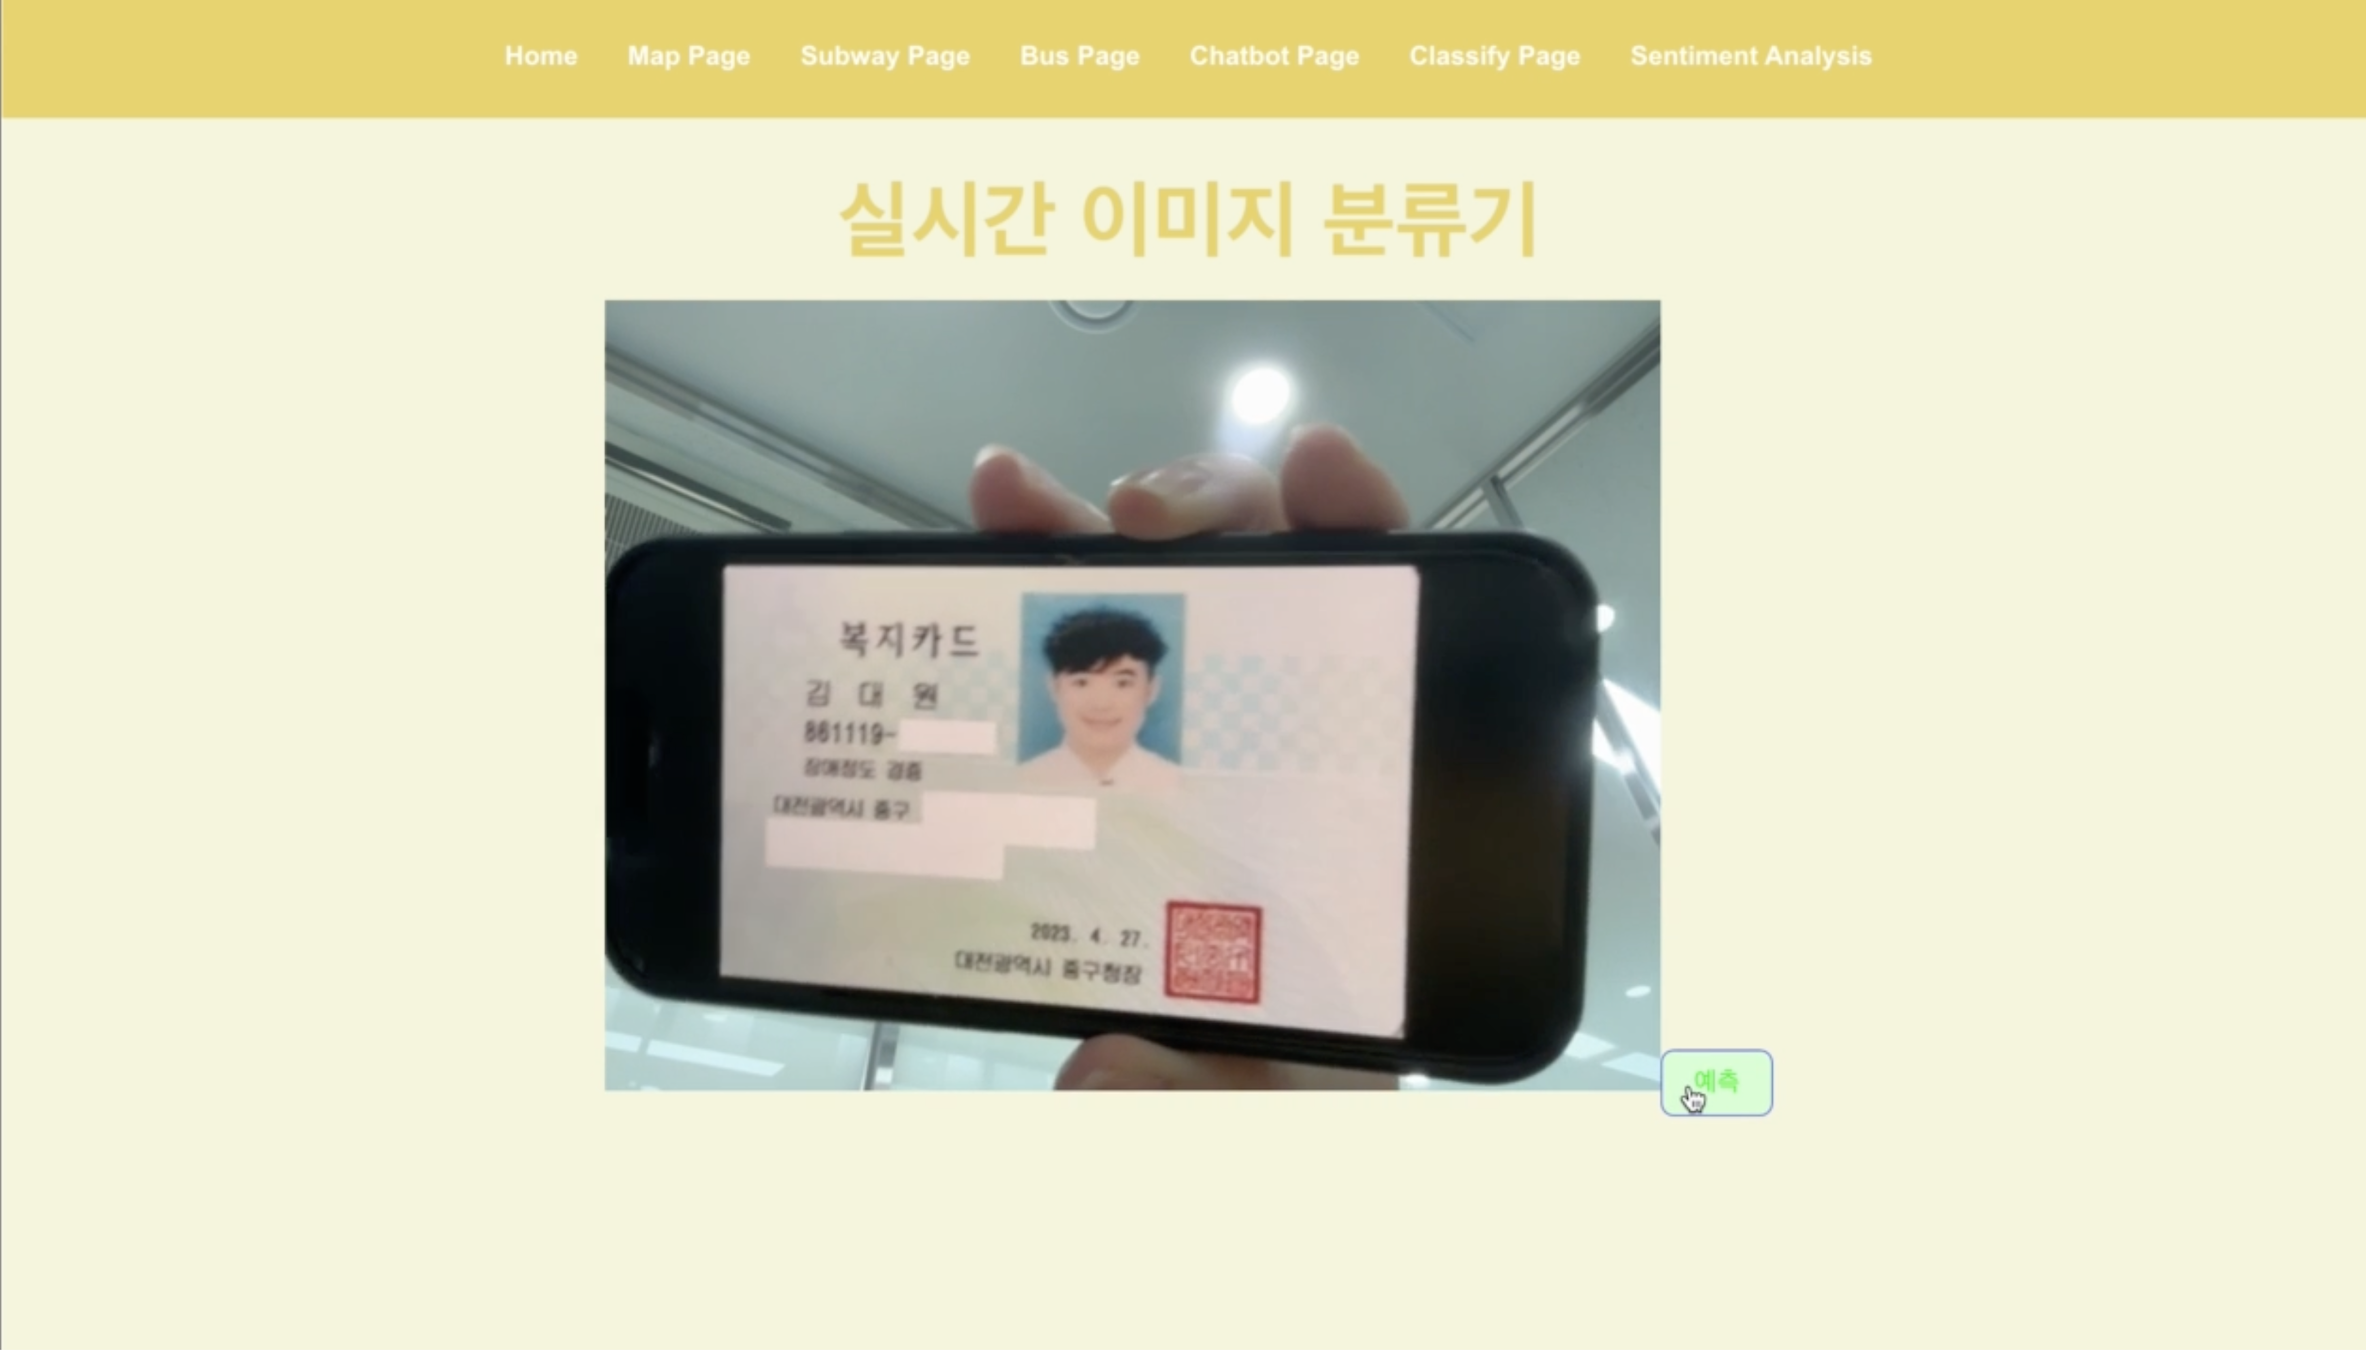 Home Map Page Subway Page Bus Page Chatbot Page Classify Page Sentiment Analysis
실시간 이미지 분류기
복지카드
김 대 원
861119-
장애정도 경증
대전광역시 중구
2023. 4. 27.
대전광역시 중구청장
예측